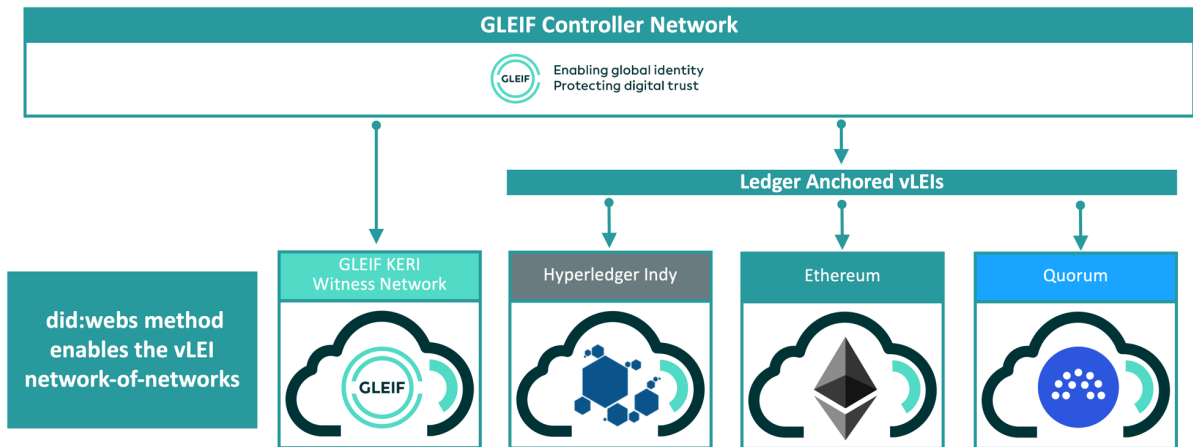 GLEIF Controller Network
GLEIF
Enabling global identity
Protecting digital trust
Ledger Anchored vLEIs
GLEIF KERI
Witness Network
Hyperledger Indy
Ethereum
Quorum
did:webs method
enables the vLEI
network-of-networks
GLEIF